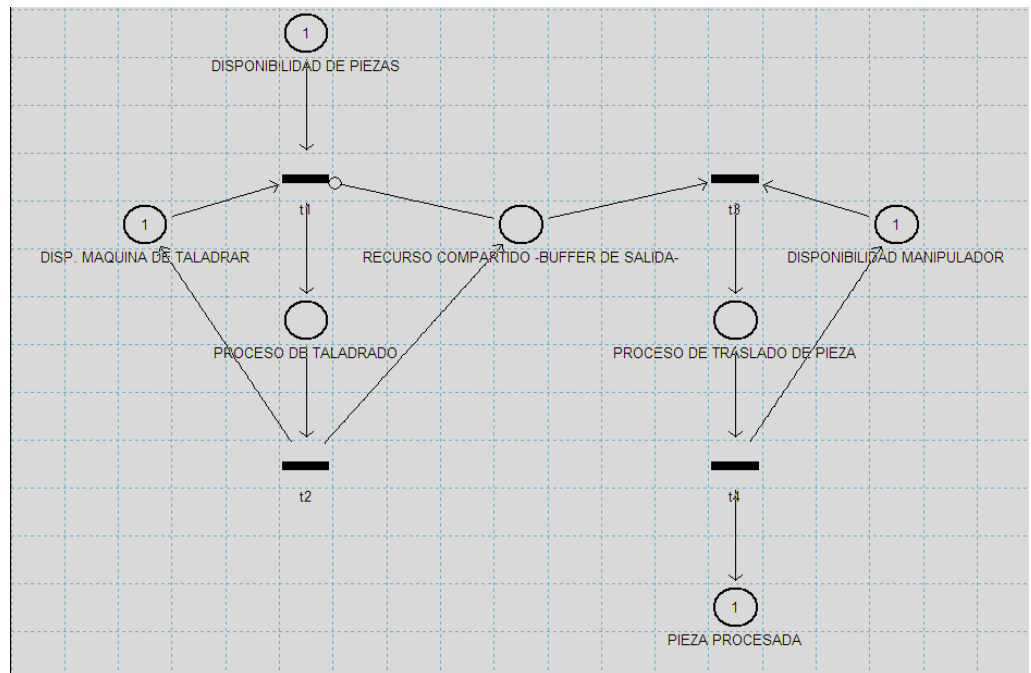 1
DISPONIBILIDAD DE PIEZAS
t1
t3
1
1
DISP. MAQUINA DE TALADRAR
RECURSO COMPARTIDO -BUFFER DE SALIDA-
DISPONIBILIDAD MANIPULADOR
PROCESO DE TALADRADO
PROCESO DE TRASLADO DE PIEZA
t2
t4
1
PIEZA PROCESADA